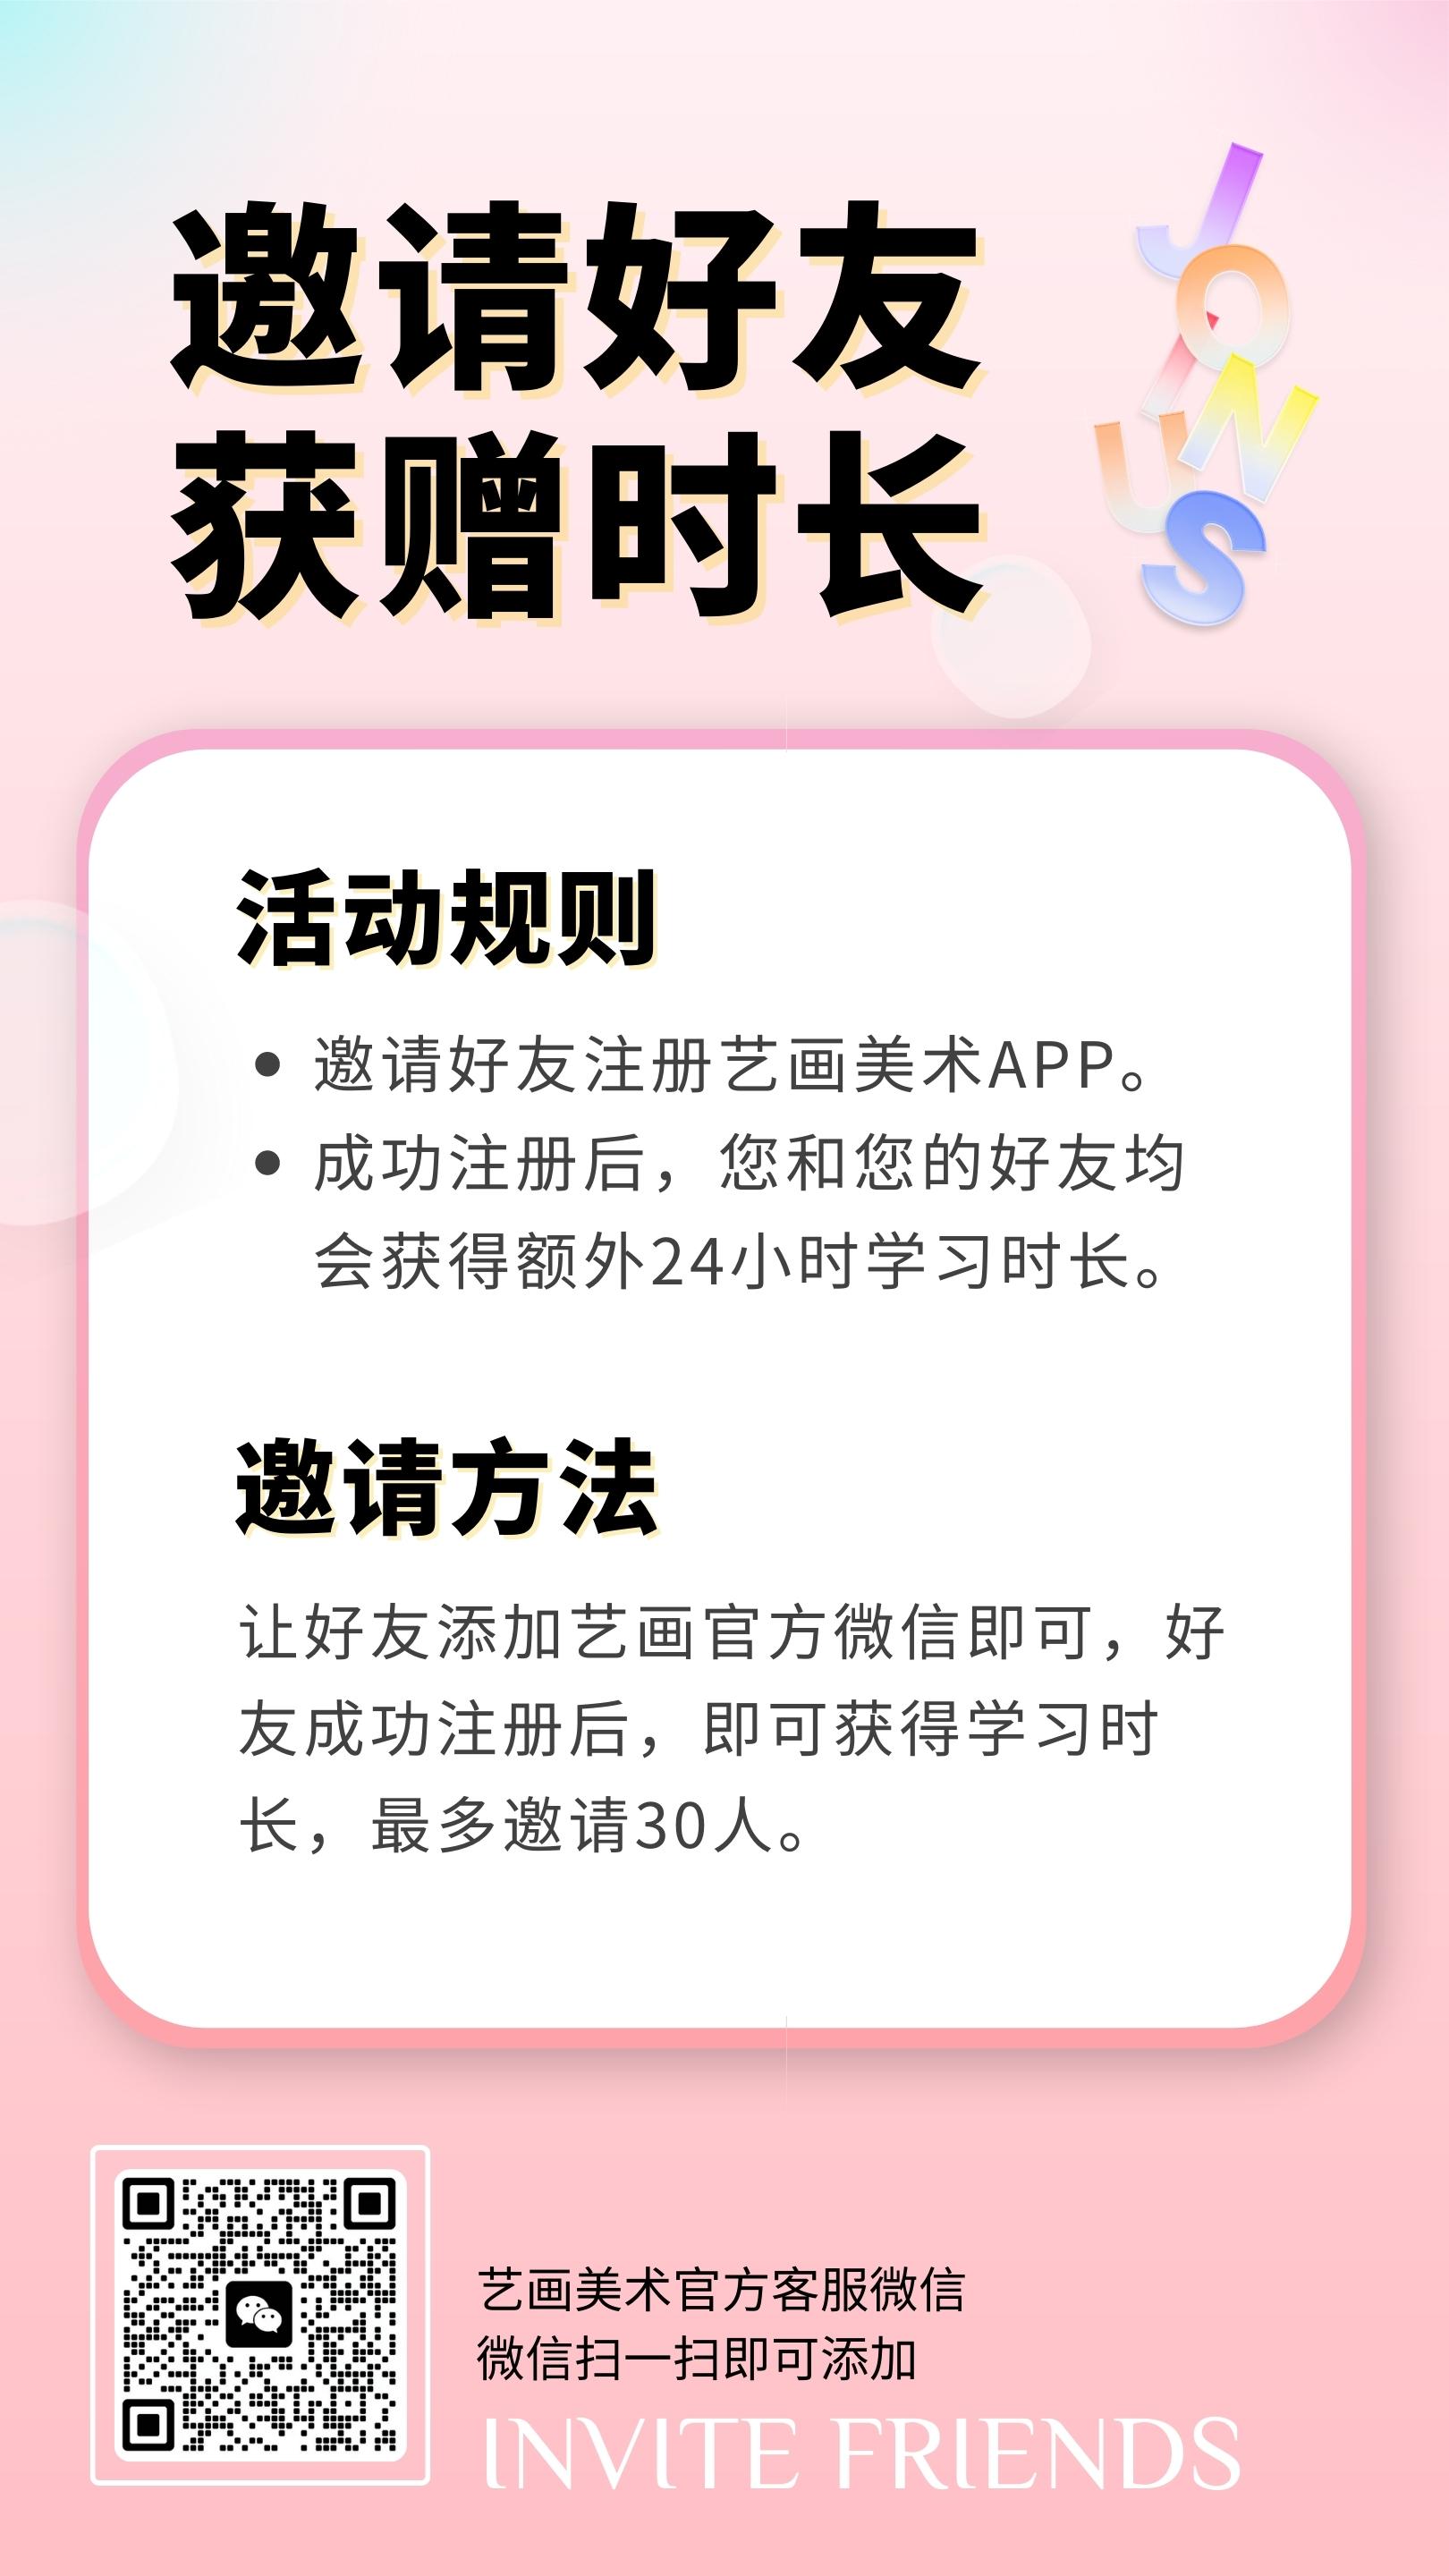 邀请好友
获赠时长
JOIN
US
活动规则
• 邀请好友注册艺画美术APP。
• 成功注册后，您和您的好友均
会获得额外24小时学习时长。
邀请方法
让好友添加艺画官方微信即可，好
友成功注册后，即可获得学习时
长，最多邀请30人。
艺画美术官方客服微信
微信扫一扫即可添加
INVITE FRIENDS